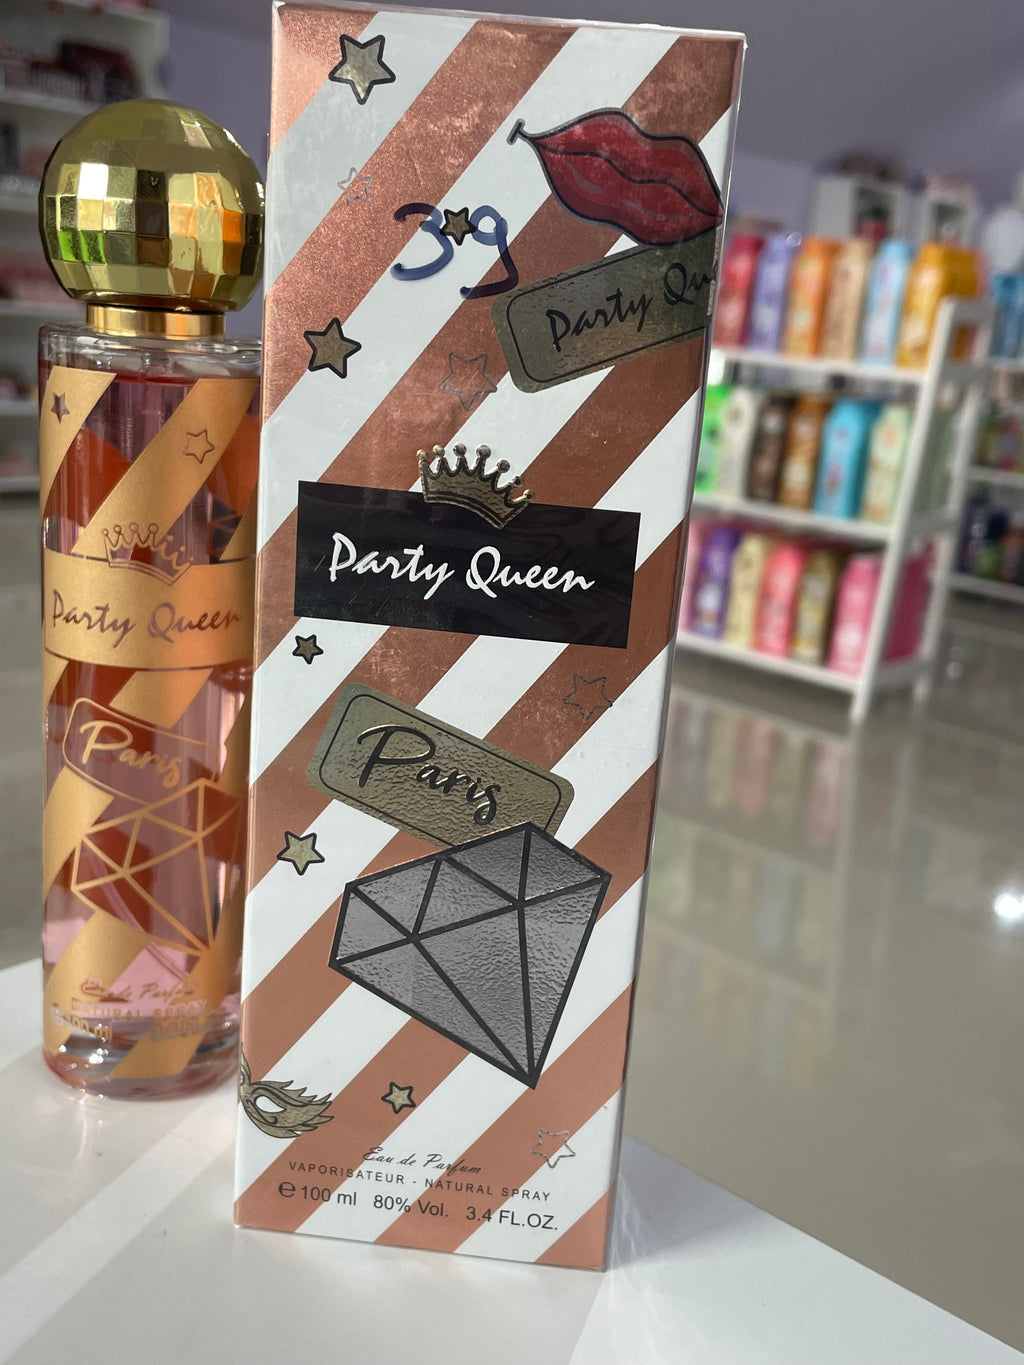 39
Party Qu
Party Queen
Paris
Eau de Parfum
VAPORISATEUR - NATURAL SPRAY
e 100 ml 80% Vol. 3.4 FL.OZ.
Party Queen
Paris
Eau de Parfum
NATURAL SPRAY